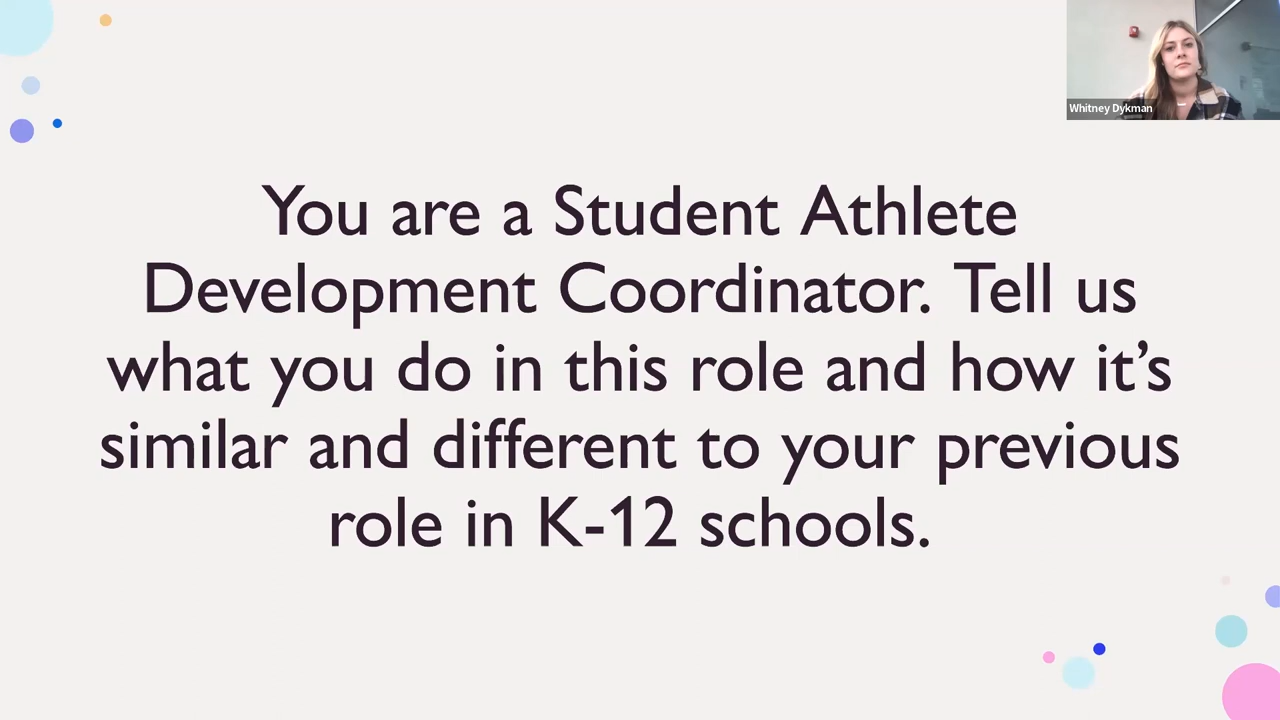 Whitney Dykman
You are a Student Athlete
Development Coordinator. Tell us
what you do in this role and how it’s
similar and different to your previous
role in K-12 schools.